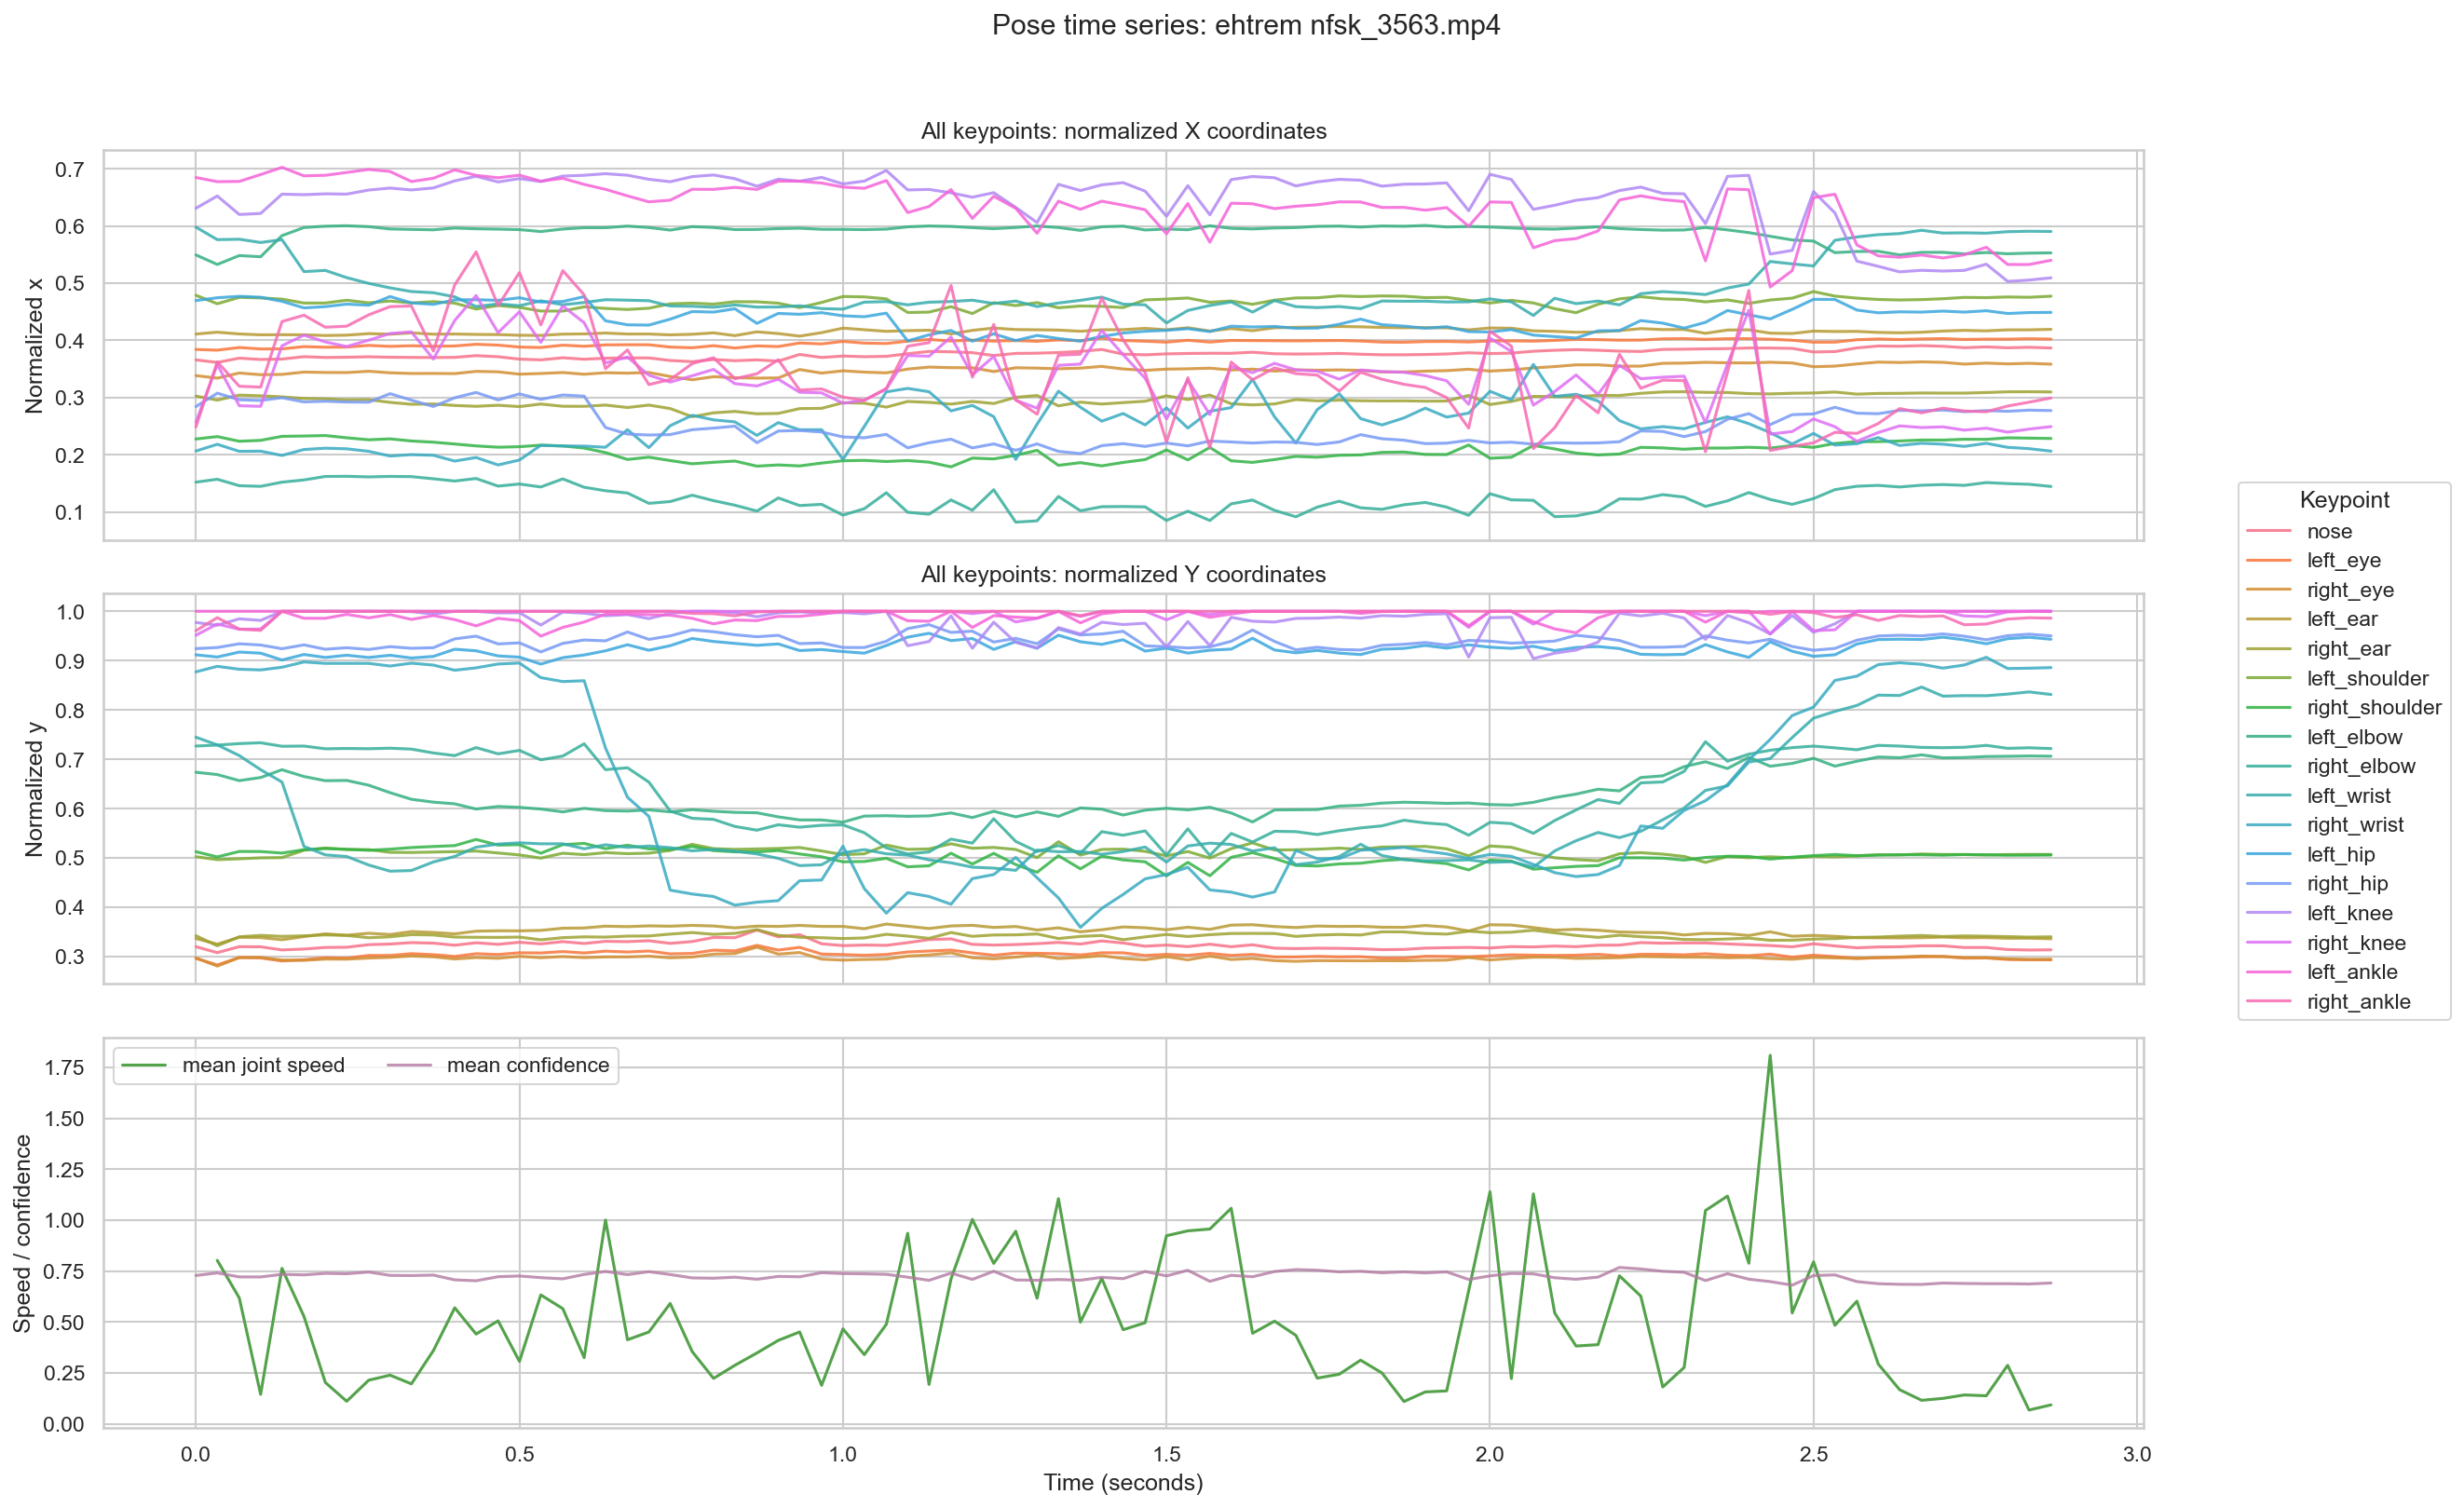 Pose time series: ehtrem nfsk_3563.mp4
All keypoints: normalized X coordinates
Normalized x
0.7
0.6
0.5
0.4
0.3
0.2
0.1
All keypoints: normalized Y coordinates
Normalized y
1.0
0.9
0.8
0.7
0.6
0.5
0.4
0.3
Keypoint
nose
left_eye
right_eye
left_ear
right_ear
left_shoulder
right_shoulder
left_elbow
right_elbow
left_wrist
right_wrist
left_hip
right_hip
left_knee
right_knee
left_ankle
right_ankle
mean joint speed mean confidence
Speed / confidence
1.75
1.50
1.25
1.00
0.75
0.50
0.25
0.00
0.0 0.5 1.0 1.5 2.0 2.5 3.0
Time (seconds)